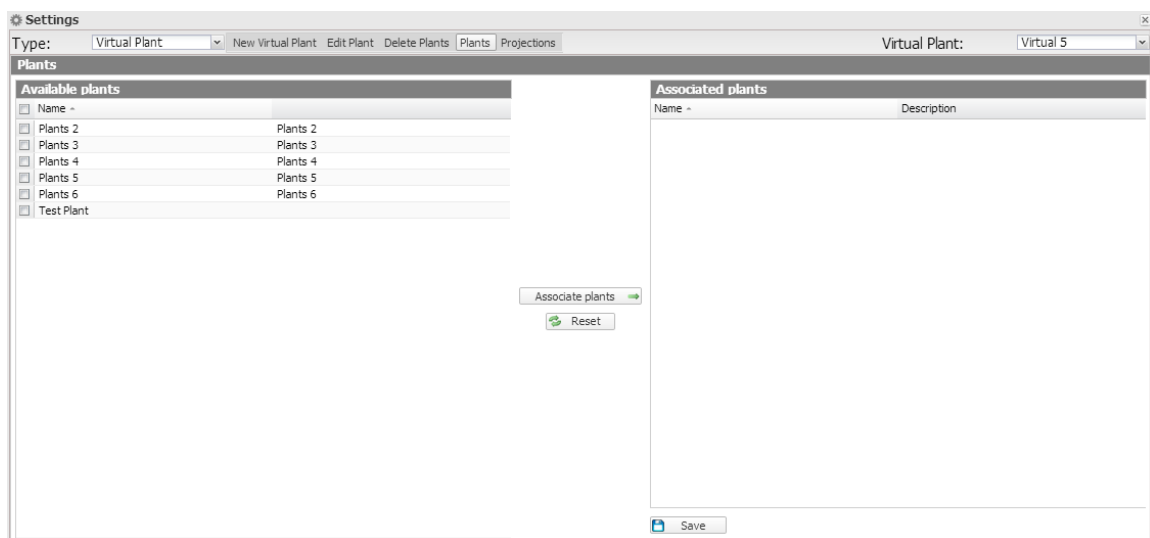 Settings
Type: Virtual Plant New Virtual Plant Edit Plant Delete Plants Plants Projections Virtual Plant: Virtual 5
Plants
Available plants
Name
Plants 2 Plants 2
Plants 3 Plants 3
Plants 4 Plants 4
Plants 5 Plants 5
Plants 6 Plants 6
Test Plant
Associate plants
Reset
Associated plants
Name Description
Save